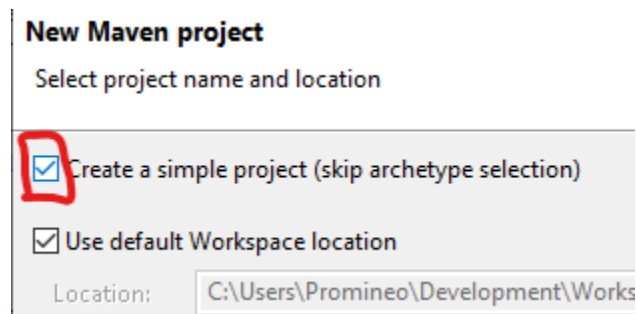 New Maven project
Select project name and location
Create a simple project (skip archetype selection)
Use default Workspace location
Location: C:\Users\Promineo\Development\Works